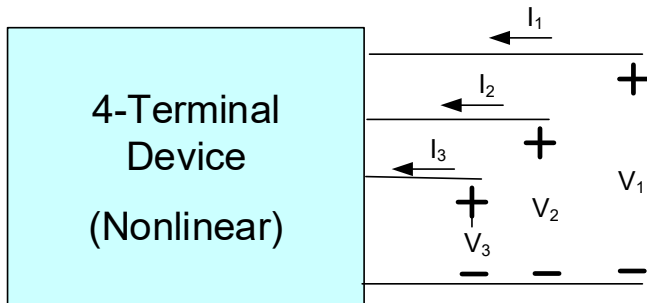 4-Terminal
Device
(Nonlinear)
I₁
I₂
I₃
+
+
+
V₁
V₂
V₃
− − −